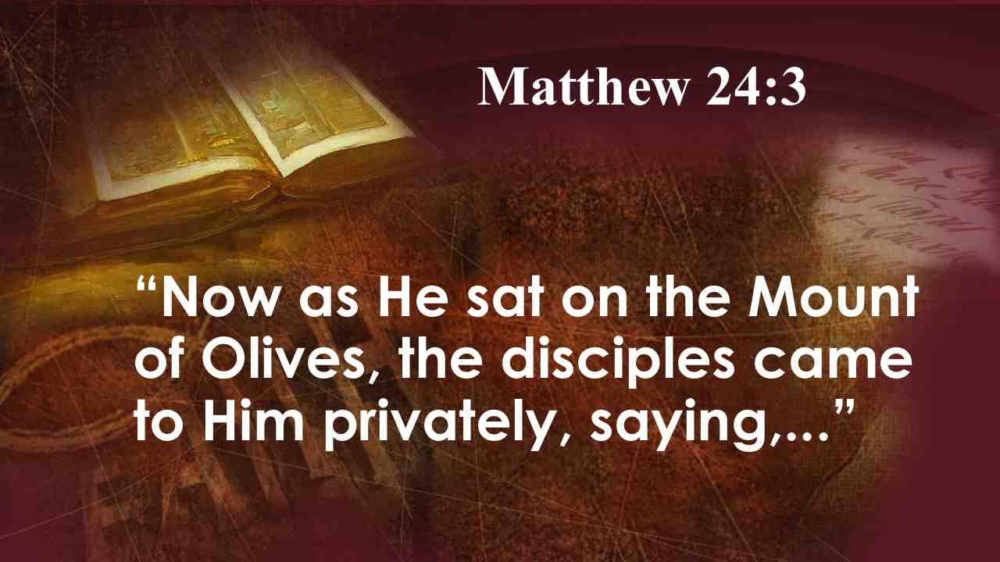 Matthew 24:3
“Now as He sat on the Mount
of Olives, the disciples came
to Him privately, saying,...”
FAITH